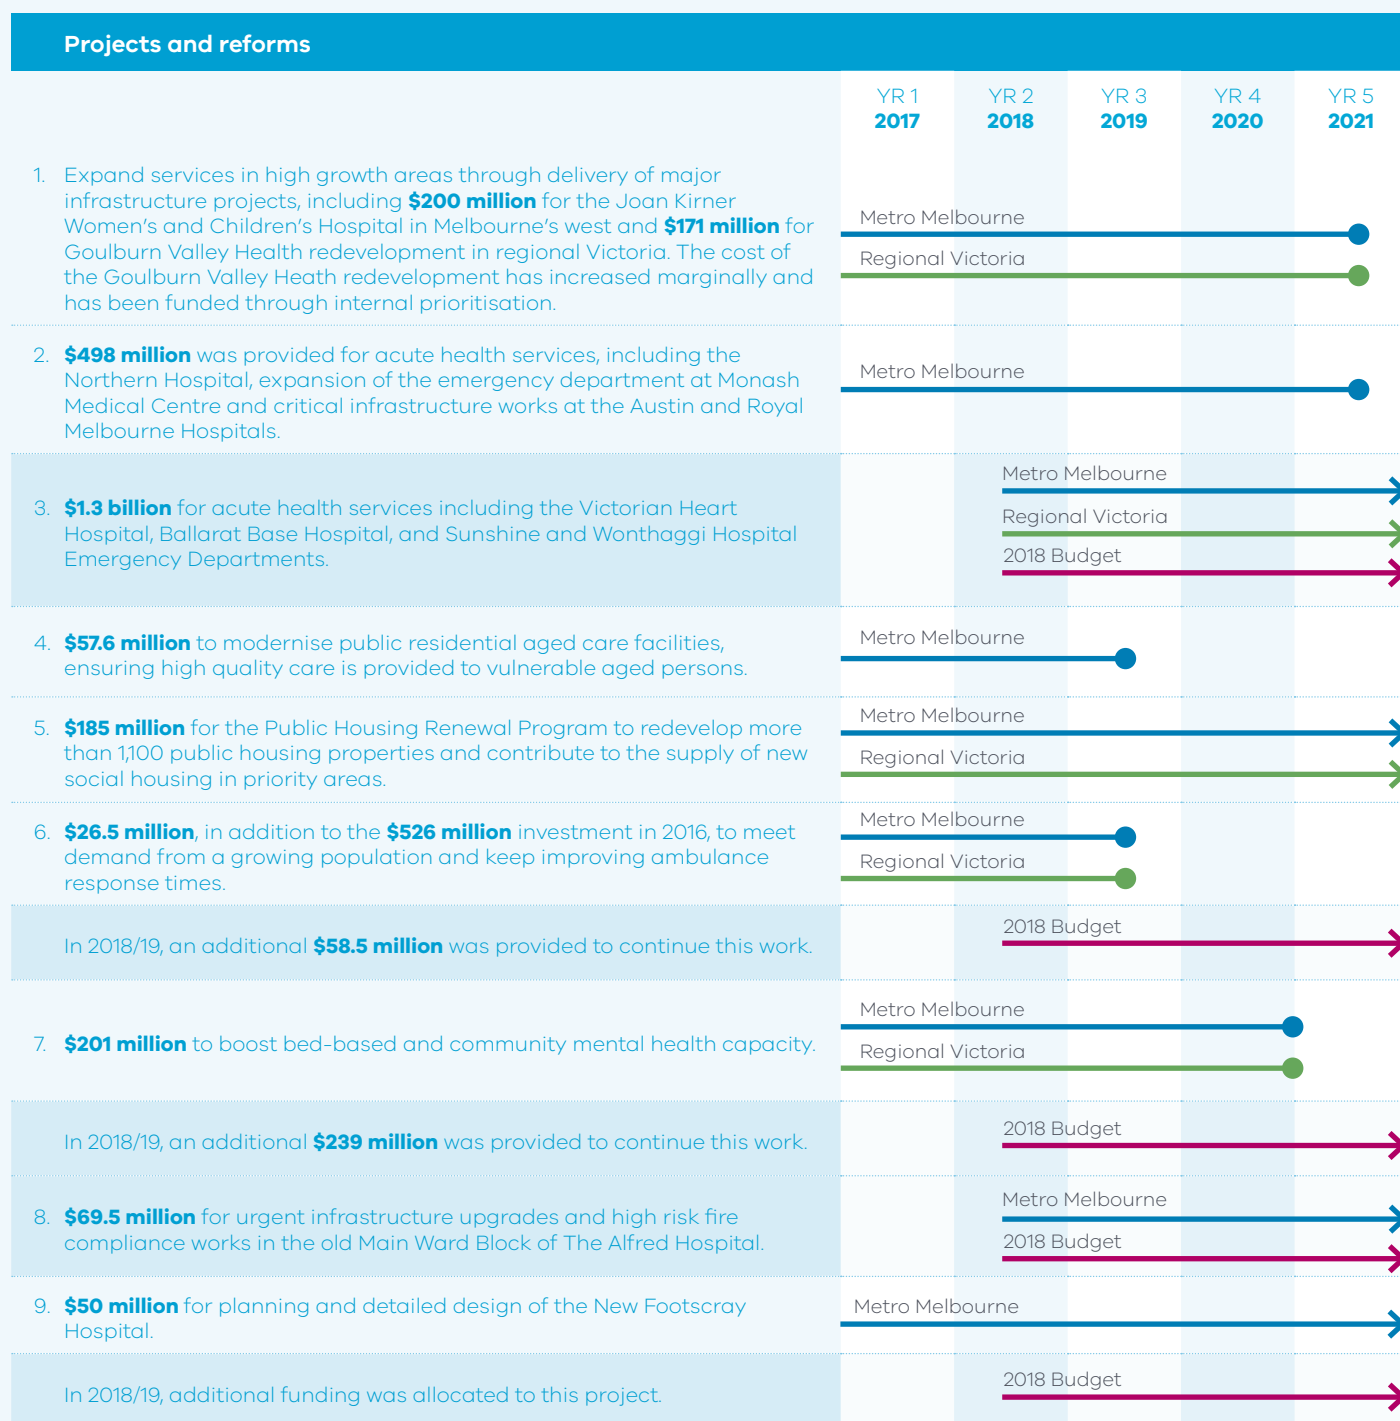 Projects and reforms
YR 1 YR 2 YR 3 YR 4 YR 5
2017 2018 2019 2020 2021
1. Expand services in high growth areas through delivery of major
infrastructure projects, including $200 million for the Joan Kirner
Women's and Children's Hospital in Melbourne's west and $171 million for
Goulburn Valley Health redevelopment in regional Victoria. The cost of
the Goulburn Valley Heath redevelopment has increased marginally and
has been funded through internal prioritisation.
Metro Melbourne
Regional Victoria
2. $498 million was provided for acute health services, including the
Northern Hospital, expansion of the emergency department at Monash
Medical Centre and critical infrastructure works at the Austin and Royal
Melbourne Hospitals.
Metro Melbourne
3. $1.3 billion for acute health services including the Victorian Heart
Hospital, Ballarat Base Hospital, and Sunshine and Wonthaggi Hospital
Emergency Departments.
Metro Melbourne
Regional Victoria
2018 Budget
4. $57.6 million to modernise public residential aged care facilities,
ensuring high quality care is provided to vulnerable aged persons.
Metro Melbourne
5. $185 million for the Public Housing Renewal Program to redevelop more
than 1,100 public housing properties and contribute to the supply of new
social housing in priority areas.
Metro Melbourne
Regional Victoria
6. $26.5 million, in addition to the $526 million investment in 2016, to meet
demand from a growing population and keep improving ambulance
response times.
Metro Melbourne
Regional Victoria
In 2018/19, an additional $58.5 million was provided to continue this work.
2018 Budget
7. $201 million to boost bed-based and community mental health capacity.
Metro Melbourne
Regional Victoria
In 2018/19, an additional $239 million was provided to continue this work.
2018 Budget
8. $69.5 million for urgent infrastructure upgrades and high risk fire
compliance works in the old Main Ward Block of The Alfred Hospital.
Metro Melbourne
2018 Budget
9. $50 million for planning and detailed design of the New Footscray
Hospital.
Metro Melbourne
In 2018/19, additional funding was allocated to this project.
2018 Budget